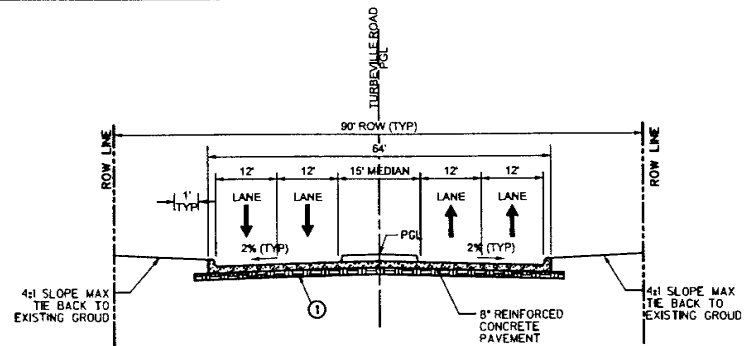 TURBEVILLE ROAD
PGL
90' ROW (TYP)
64'
ROW LINE
ROW LINE
12'
12'
15' MEDIAN
12'
12'
1'
TYP
LANE
LANE
LANE
LANE
PGL
2% (TYP)
2% (TYP)
4:1 SLOPE MAX
TIE BACK TO
EXISTING GROUD
1
8" REINFORCED
CONCRETE
PAVEMENT
4:1 SLOPE MAX
TIE BACK TO
EXISTING GROUD